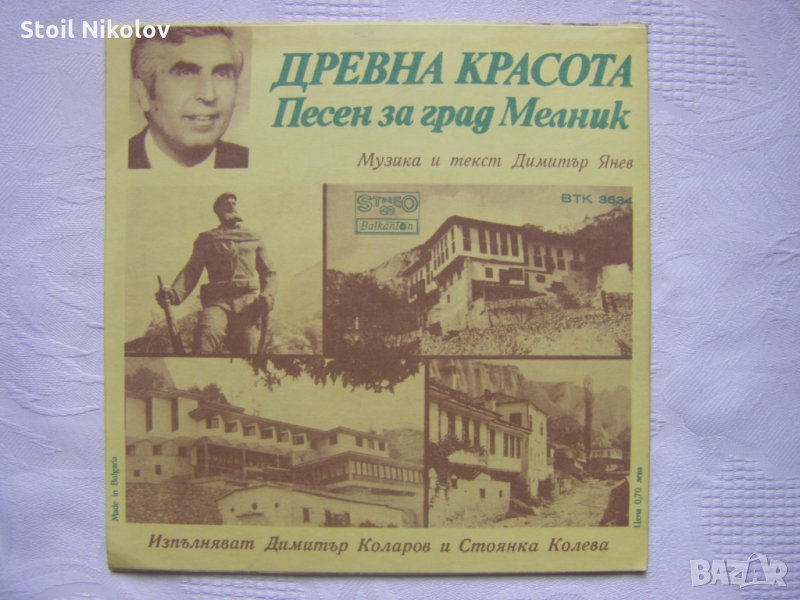 Stoil Nikolov
ДРЕВНА КРАСОТА
Песен за град Мелник
Музика и текст Димитър Янев
STEREO
Balkanton
ВТК 3634
Made in Bulgaria
Цена 0,70 лева
Изпълняват Димитър Коларов и Стоянка Колева
BAZAR